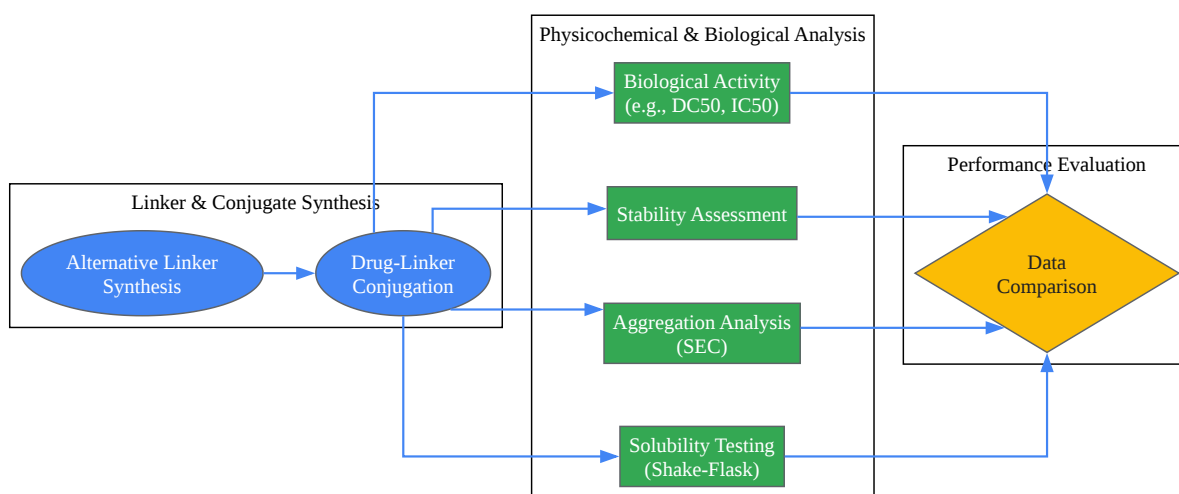 Linker & Conjugate Synthesis
Alternative Linker
Synthesis
Drug-Linker
Conjugation
Physicochemical & Biological Analysis
Biological Activity
(e.g., DC50, IC50)
Stability Assessment
Aggregation Analysis
(SEC)
Solubility Testing
(Shake-Flask)
Performance Evaluation
Data
Comparison